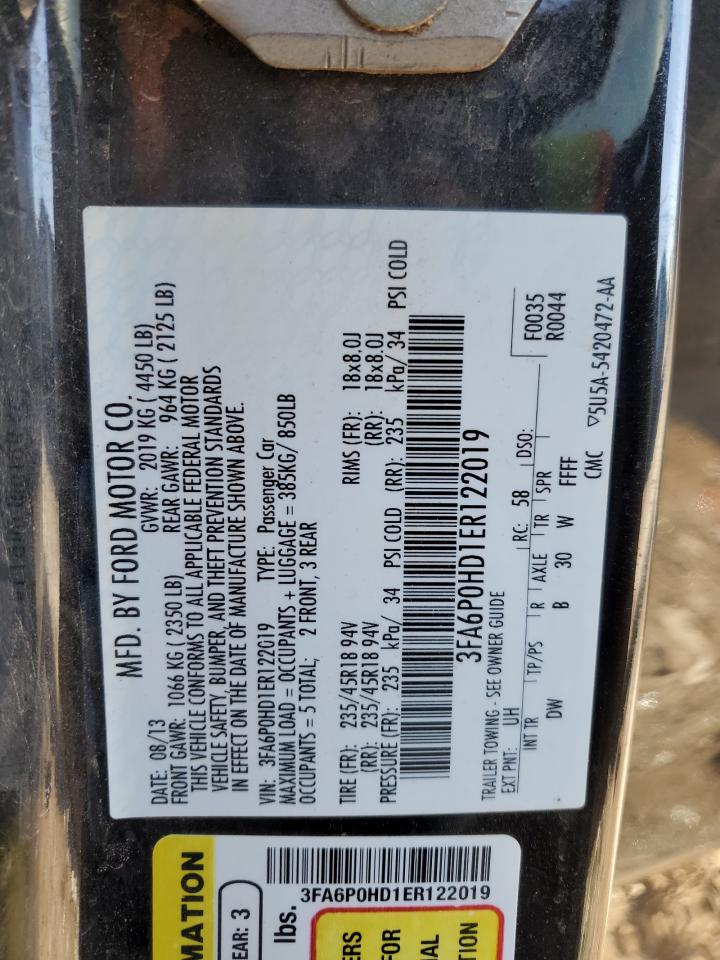 MFD. BY FORD MOTOR CO.
DATE: 08/13 GVWR: 2019 KG ( 4450 LB)
FRONT GAWR: 1066 KG ( 2350 LB) REAR GAWR: 964 KG ( 2125 LB)
THIS VEHICLE CONFORMS TO ALL APPLICABLE FEDERAL MOTOR
VEHICLE SAFETY, BUMPER, AND THEFT PREVENTION STANDARDS
IN EFFECT ON THE DATE OF MANUFACTURE SHOWN ABOVE.
VIN: 3FA6P0HD1ER122019 TYPE: Passenger Car
MAXIMUM LOAD = OCCUPANTS + LUGGAGE = 385KG/ 850LB
OCCUPANTS = 5 TOTAL; 2 FRONT, 3 REAR
TIRE (FR): 235/45R18 94V RIMS (FR): 18x8.0J
(RR): 235/45R18 94V (RR): 18x8.0J
PRESSURE (FR): 235 kPa/ 34 PSI COLD (RR): 235 kPa/ 34 PSI COLD
3FA6P0HD1ER122019
TRAILER TOWING - SEE OWNER GUIDE
EXT PNT: UH RC: 58 DSO: F0035
R0044
INT TR TP/PS R AXLE TR SPR
DW B 30 W FFFF
CMC ▽5U5A-5420472-AA
MATION
EAR: 3
lbs.
3FA6P0HD1ER122019
ERS
FOR
IAL
TION